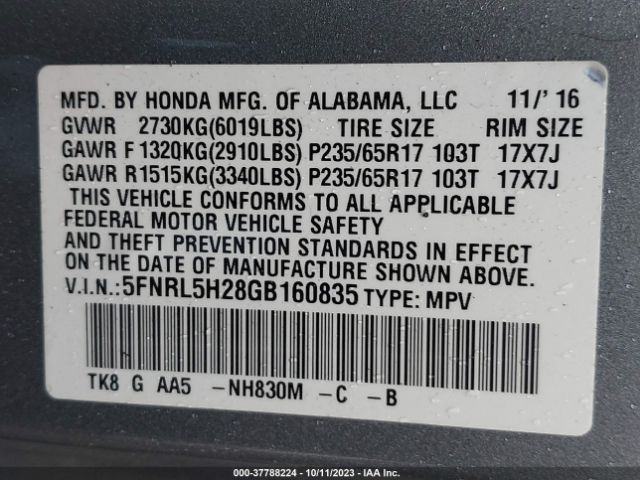 MFD. BY HONDA MFG. OF ALABAMA, LLC 11/' 16
GVWR 2730KG(6019LBS) TIRE SIZE RIM SIZE
GAWR F 1320KG(2910LBS) P235/65R17 103T 17X7J
GAWR R1515KG(3340LBS) P235/65R17 103T 17X7J
THIS VEHICLE CONFORMS TO ALL APPLICABLE
FEDERAL MOTOR VEHICLE SAFETY
AND THEFT PREVENTION STANDARDS IN EFFECT
ON THE DATE OF MANUFACTURE SHOWN ABOVE.
V.I.N.:5FNRL5H28GB160835 TYPE: MPV
TK8 G AA5 -NH830M -C -B
000-37788224 - 10/11/2023 - IAAI.COM